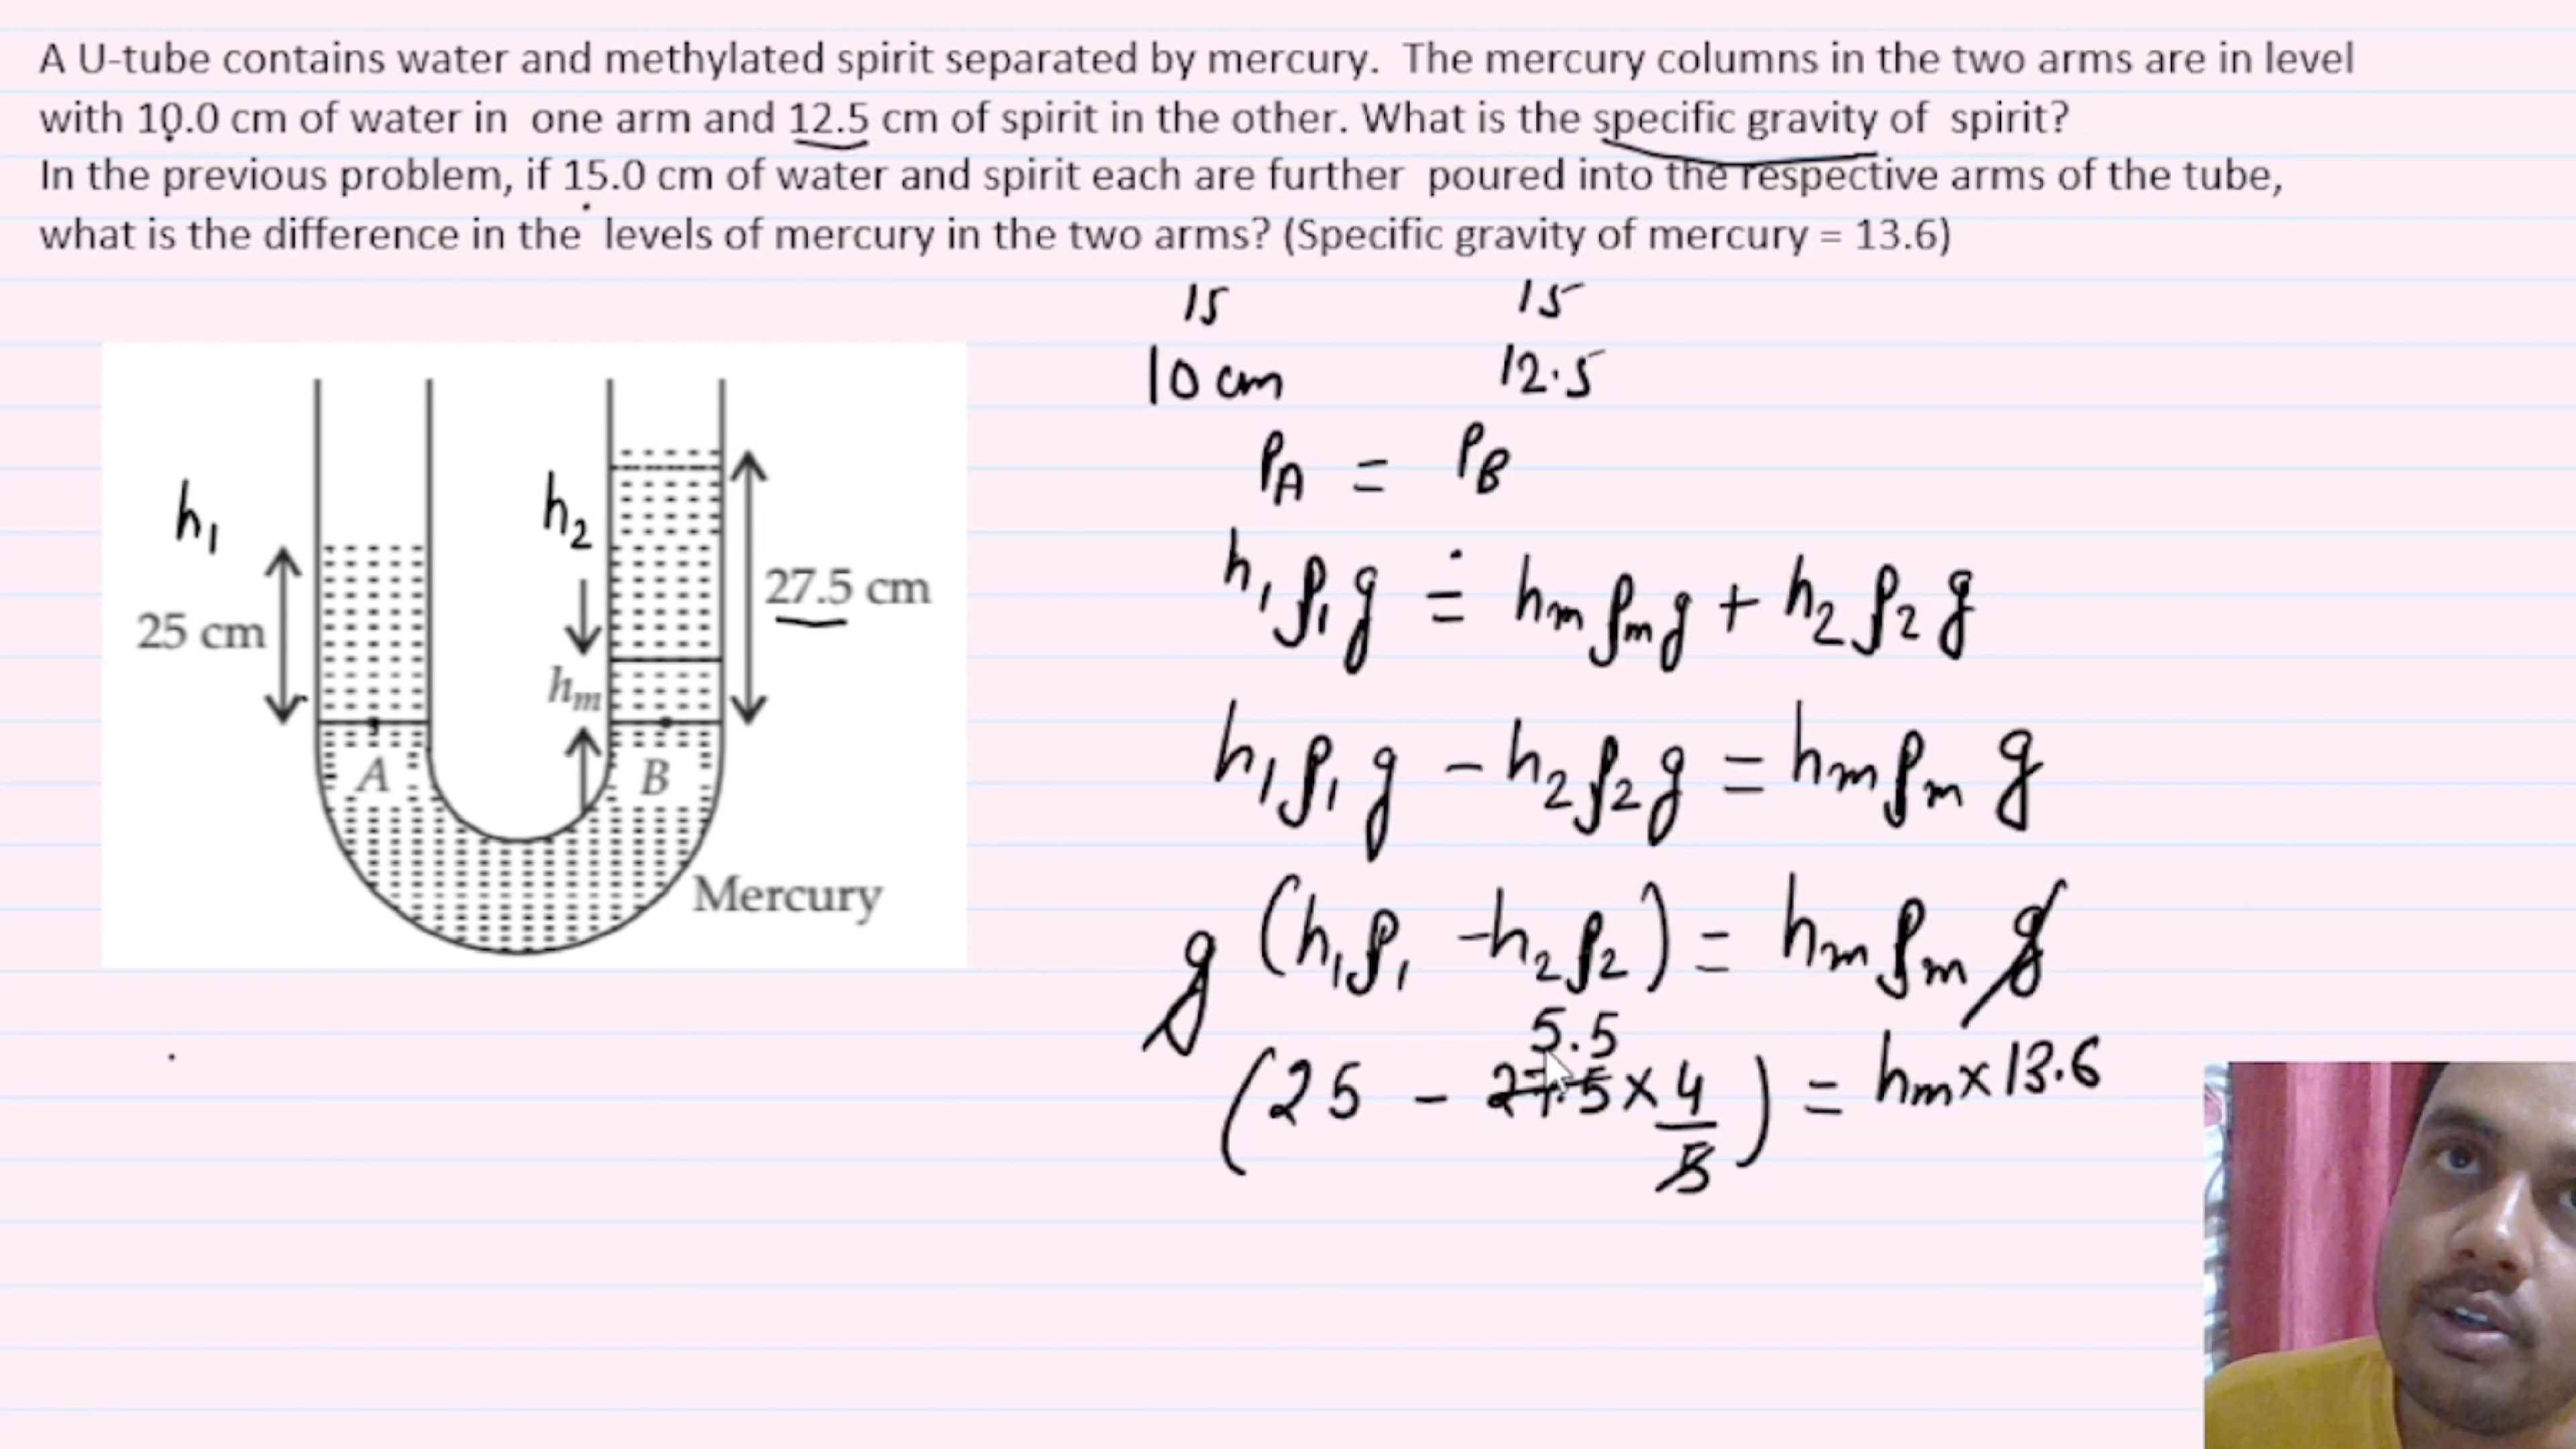 A U-tube contains water and methylated spirit separated by mercury. The mercury columns in the two arms are in level
with 10.0 cm of water in one arm and 12.5 cm of spirit in the other. What is the specific gravity of spirit?
In the previous problem, if 15.0 cm of water and spirit each are further poured into the respective arms of the tube,
what is the difference in the levels of mercury in the two arms? (Specific gravity of mercury = 13.6)
15 15
10 cm 12.5
P_A = P_B
h₁ρ₁g = hₘρₘg + h₂ρ₂g
h₁ρ₁g - h₂ρ₂g = hₘρₘg
g(h₁ρ₁ - h₂ρ₂) = hₘρₘg
5.5
(25 - 27.5 × 4/5) = hₘ × 13.6
h₁
h₂
25 cm
27.5 cm
hₘ
A
B
Mercury